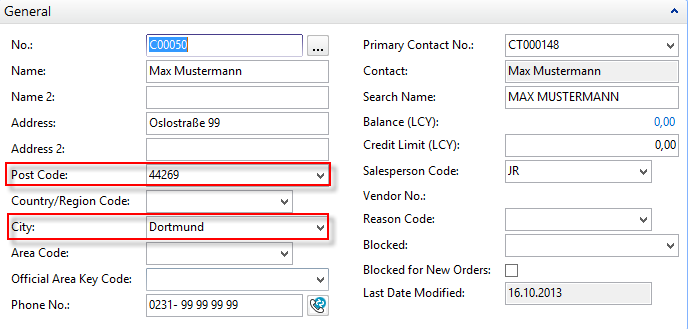 General
No.: C00050 ...
Name: Max Mustermann
Name 2:
Address: Oslostraße 99
Address 2:
Post Code: 44269
Country/Region Code:
City: Dortmund
Area Code:
Official Area Key Code:
Phone No.: 0231- 99 99 99 99
Primary Contact No.: CT000148
Contact: Max Mustermann
Search Name: MAX MUSTERMANN
Balance (LCY): 0,00
Credit Limit (LCY): 0,00
Salesperson Code: JR
Vendor No.:
Reason Code:
Blocked:
Blocked for New Orders:
Last Date Modified: 16.10.2013